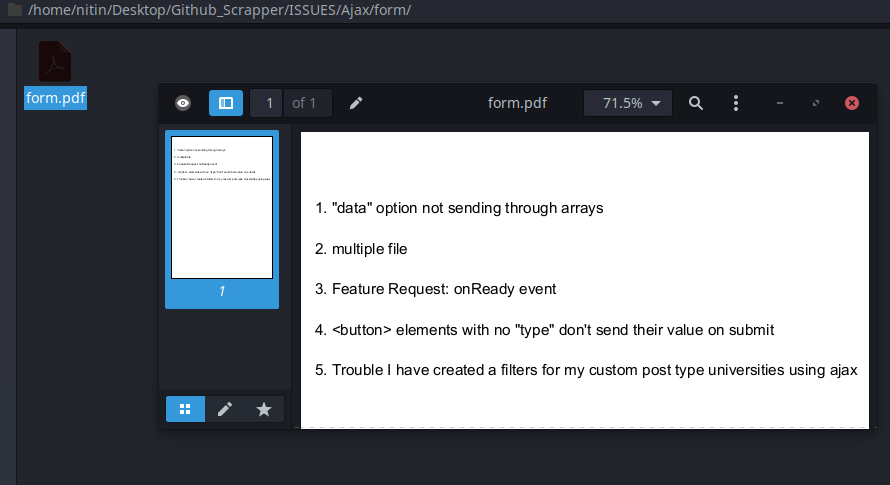 /home/nitin/Desktop/Github_Scrapper/ISSUES/Ajax/form/
form.pdf
1 of 1
form.pdf
71.5%
1
1. "data" option not sending through arrays
2. multiple file
3. Feature Request: onReady event
4. <button> elements with no "type" don't send their value on submit
5. Trouble I have created a filters for my custom post type universities using ajax